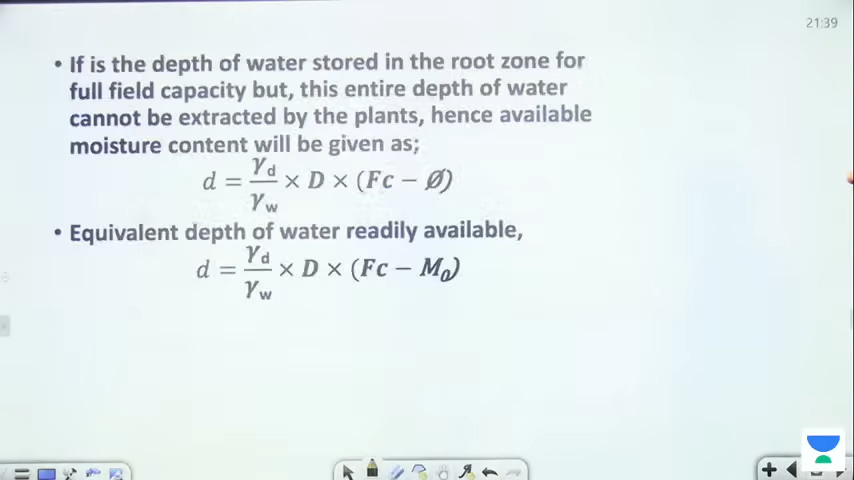 21:39
• If is the depth of water stored in the root zone for
full field capacity but, this entire depth of water
cannot be extracted by the plants, hence available
moisture content will be given as;
d = γd/γw × D × (Fc − Ø)
• Equivalent depth of water readily available,
d = γd/γw × D × (Fc − M0)